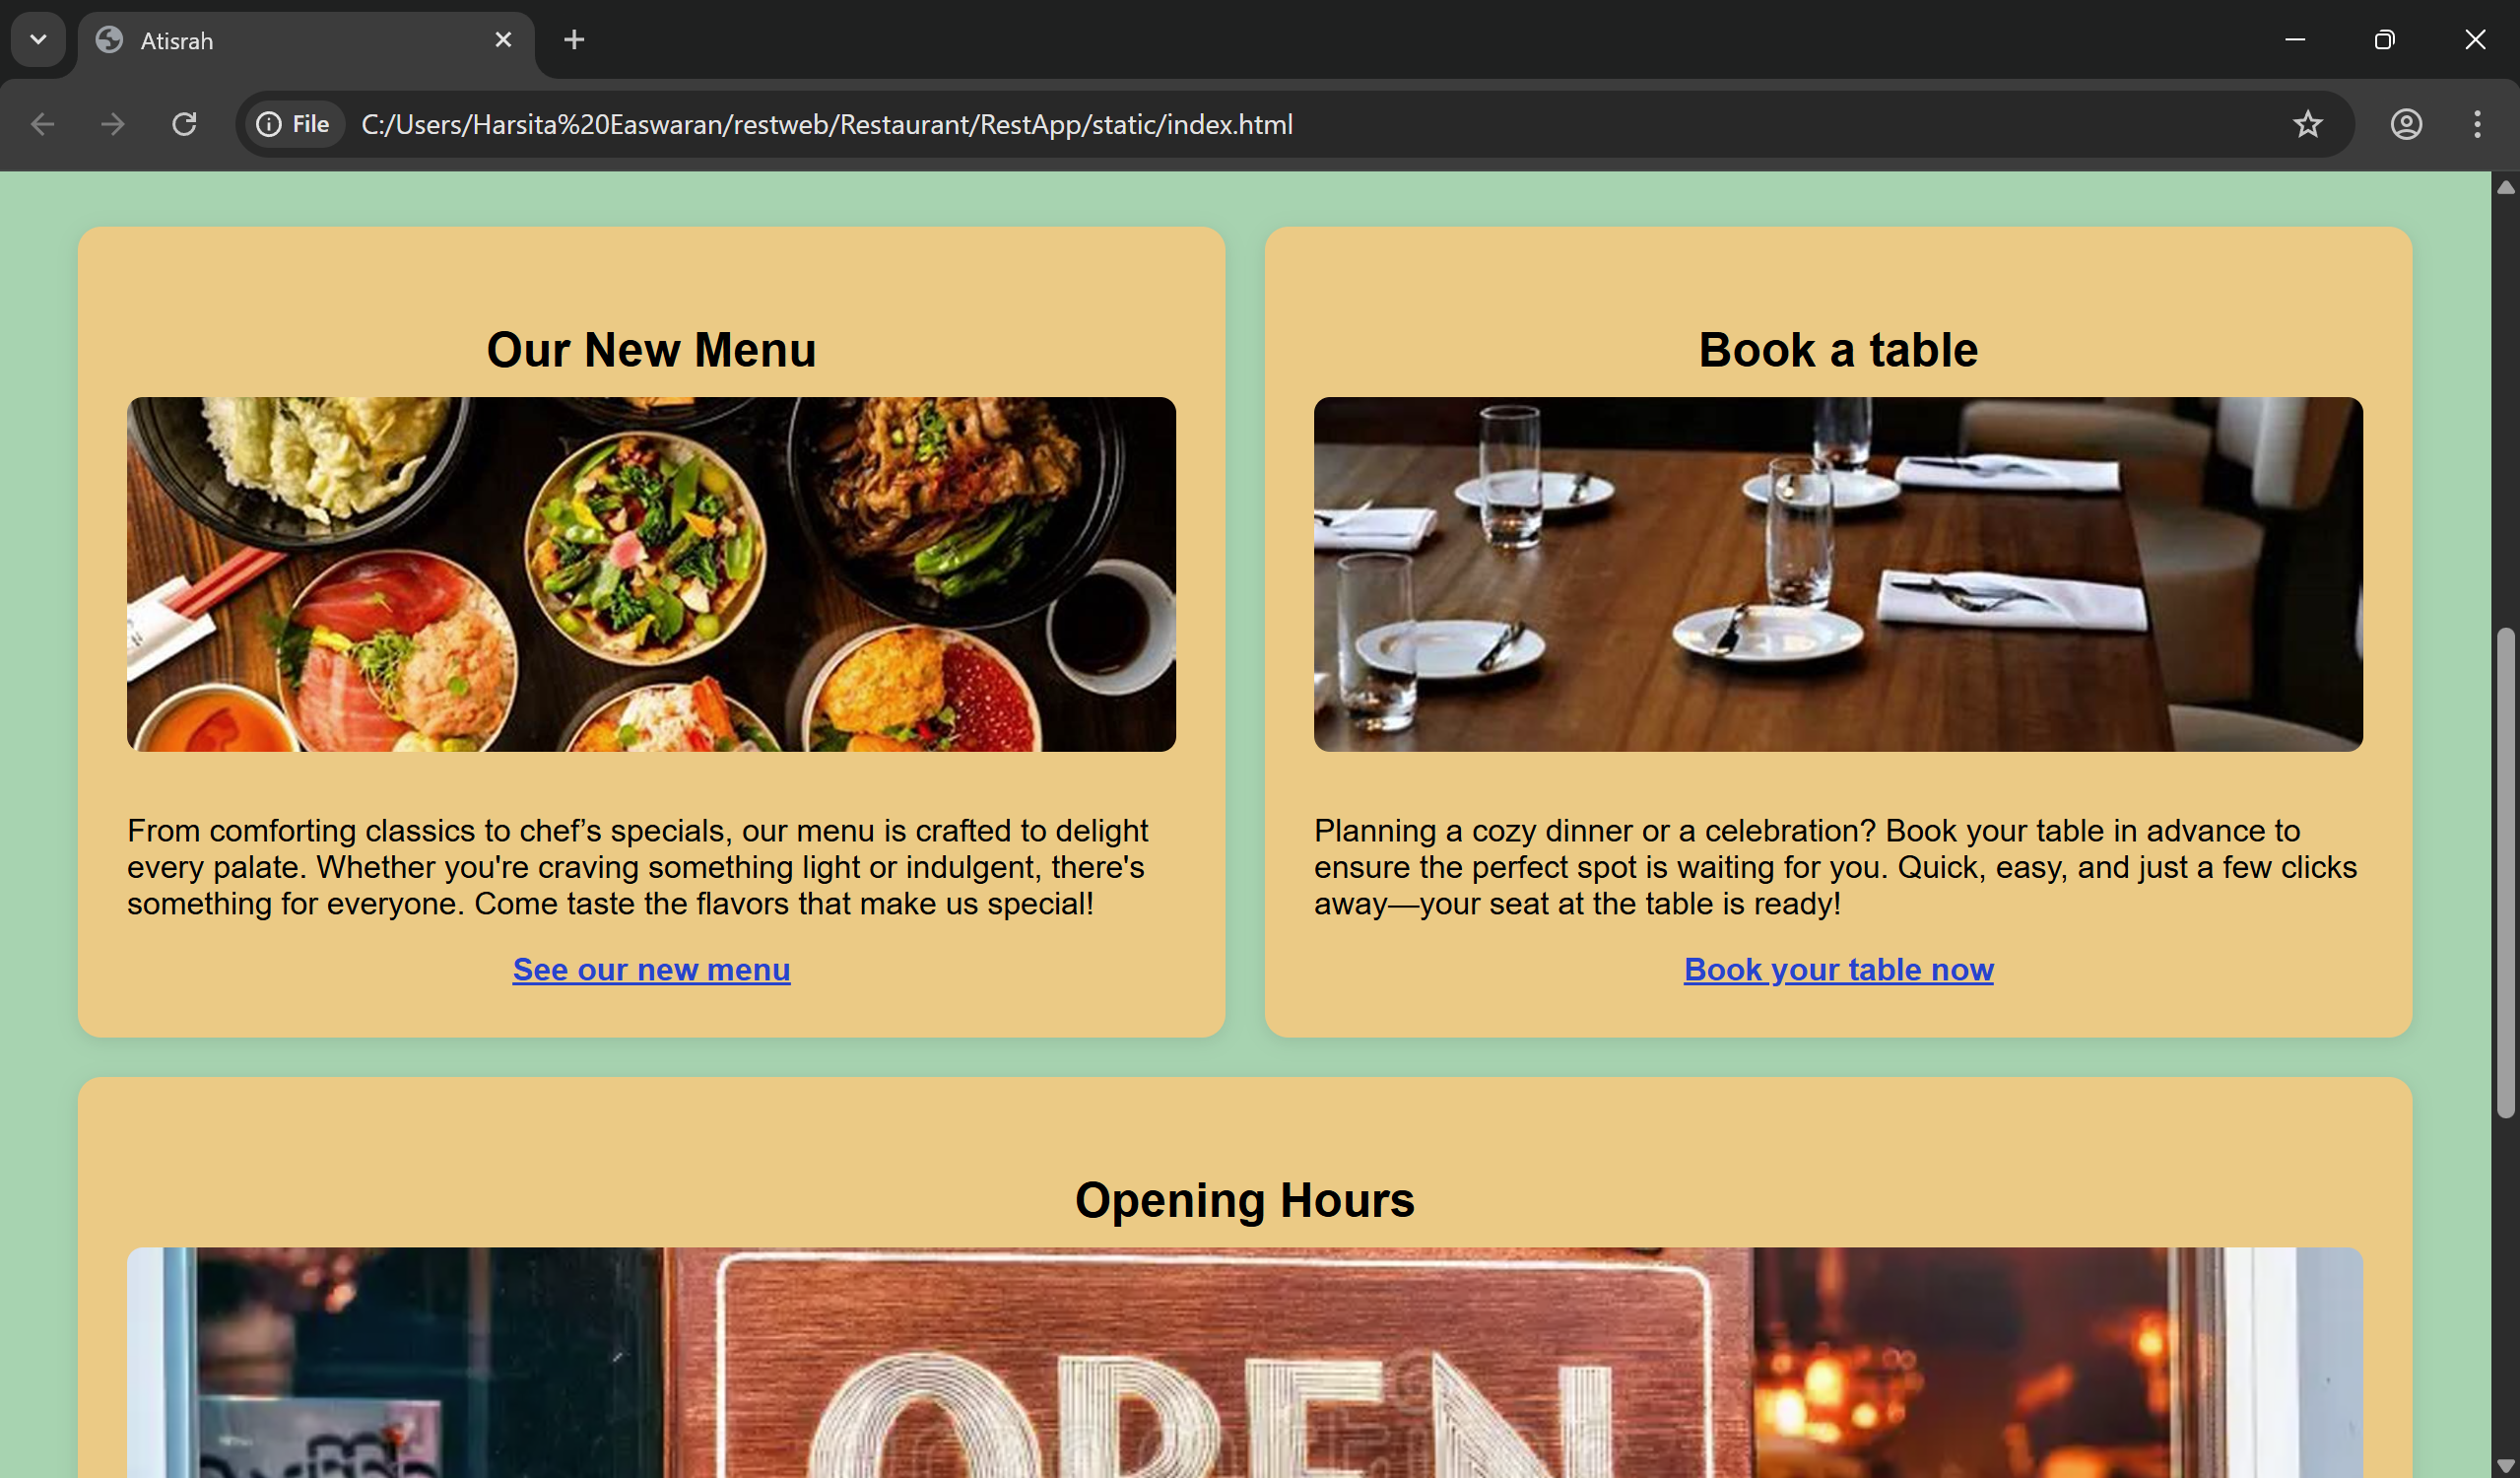 Atisrah
File
C:/Users/Harsita%20Easwaran/restweb/Restaurant/RestApp/static/index.html
Our New Menu
From comforting classics to chef’s specials, our menu is crafted to delight
every palate. Whether you're craving something light or indulgent, there's
something for everyone. Come taste the flavors that make us special!
See our new menu
Book a table
Planning a cozy dinner or a celebration? Book your table in advance to
ensure the perfect spot is waiting for you. Quick, easy, and just a few clicks
away—your seat at the table is ready!
Book your table now
Opening Hours
OPEN